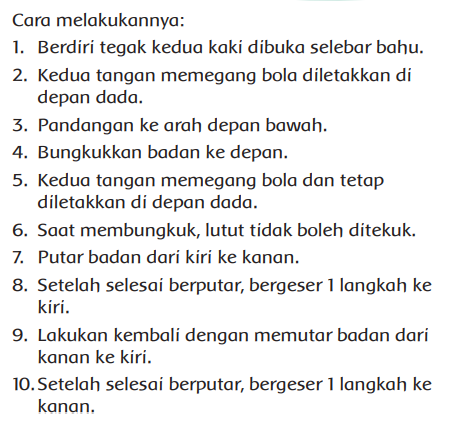 Cara melakukannya:
1. Berdiri tegak kedua kaki dibuka selebar bahu.
2. Kedua tangan memegang bola diletakkan di
depan dada.
3. Pandangan ke arah depan bawah.
4. Bungkukkan badan ke depan.
5. Kedua tangan memegang bola dan tetap
diletakkan di depan dada.
6. Saat membungkuk, lutut tidak boleh ditekuk.
7. Putar badan dari kiri ke kanan.
8. Setelah selesai berputar, bergeser 1 langkah ke
kiri.
9. Lakukan kembali dengan memutar badan dari
kanan ke kiri.
10. Setelah selesai berputar, bergeser 1 langkah ke
kanan.